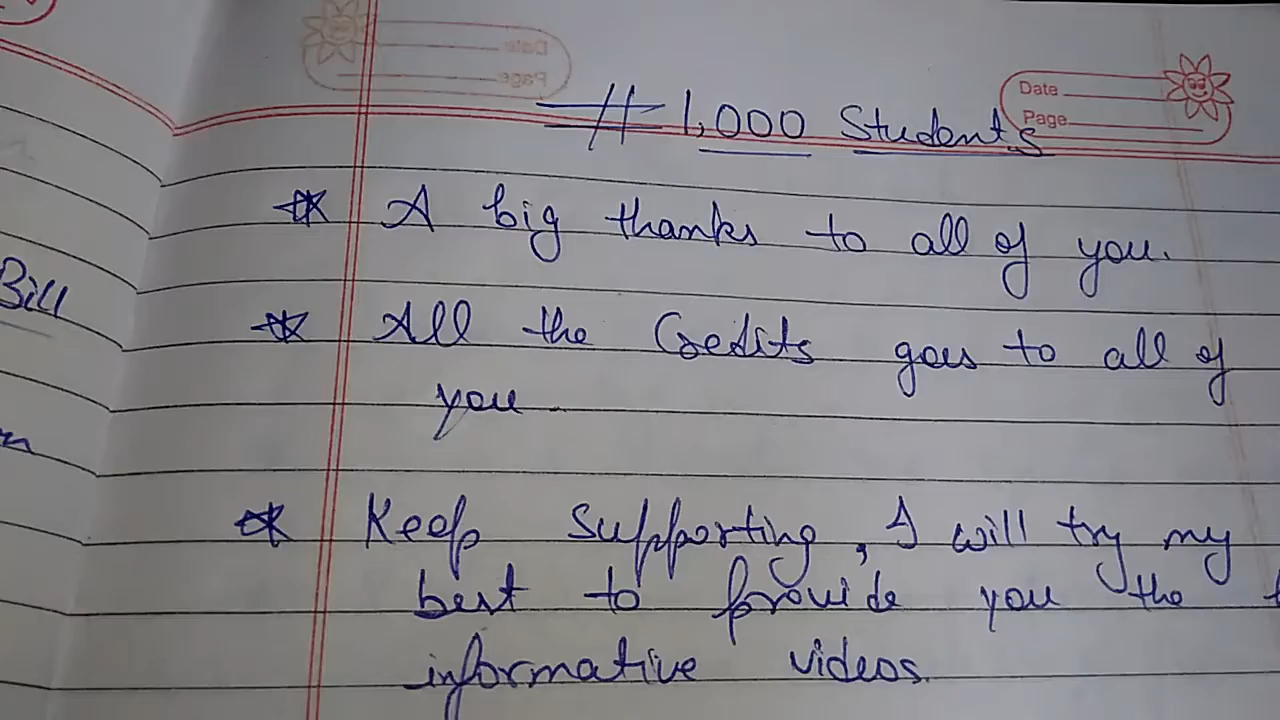 Date
Page
# 1,000 Students
☆ A big thanks to all of you.
☆ All the Credits goes to all of
you.
☆ Keep Supporting, I will try my
best to provide you the
informative videos.
Bill